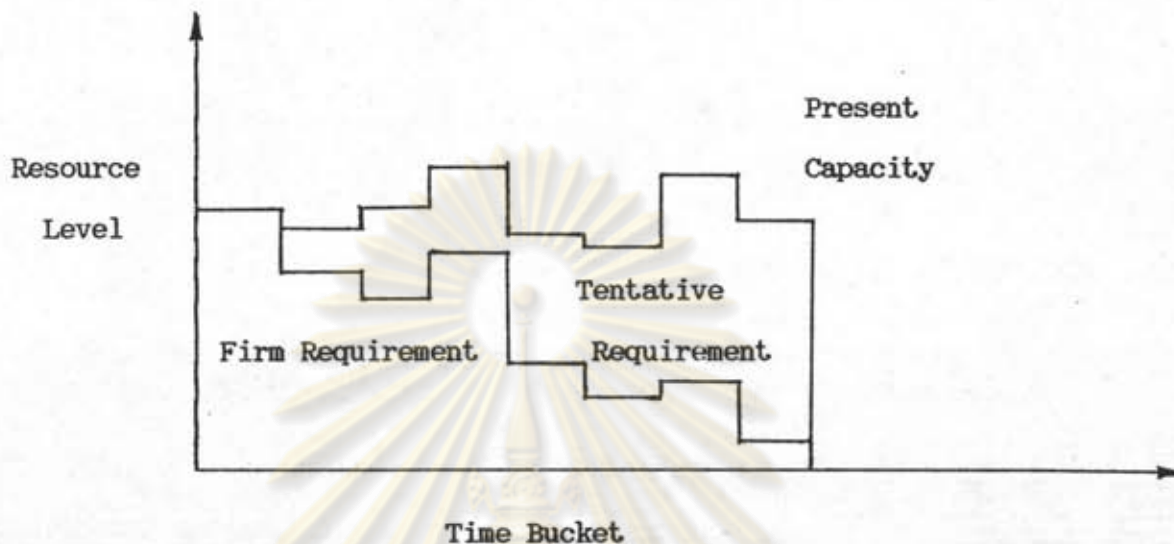 Present
Capacity
Resource
Level
Tentative
Firm Requirement
Requirement
Time Bucket